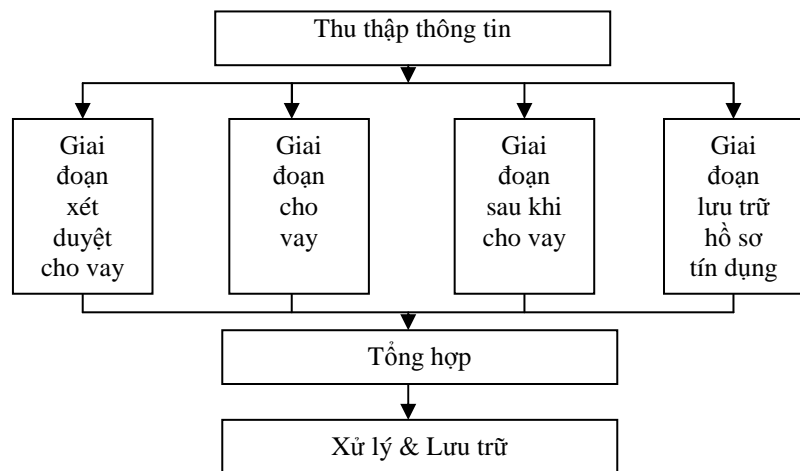 Thu thập thông tin
Giai
đoạn
xét
duyệt
cho vay
Giai
đoạn
cho
vay
Giai
đoạn
sau khi
cho vay
Giai
đoạn
lưu trữ
hồ sơ
tín dụng
Tổng hợp
Xử lý & Lưu trữ